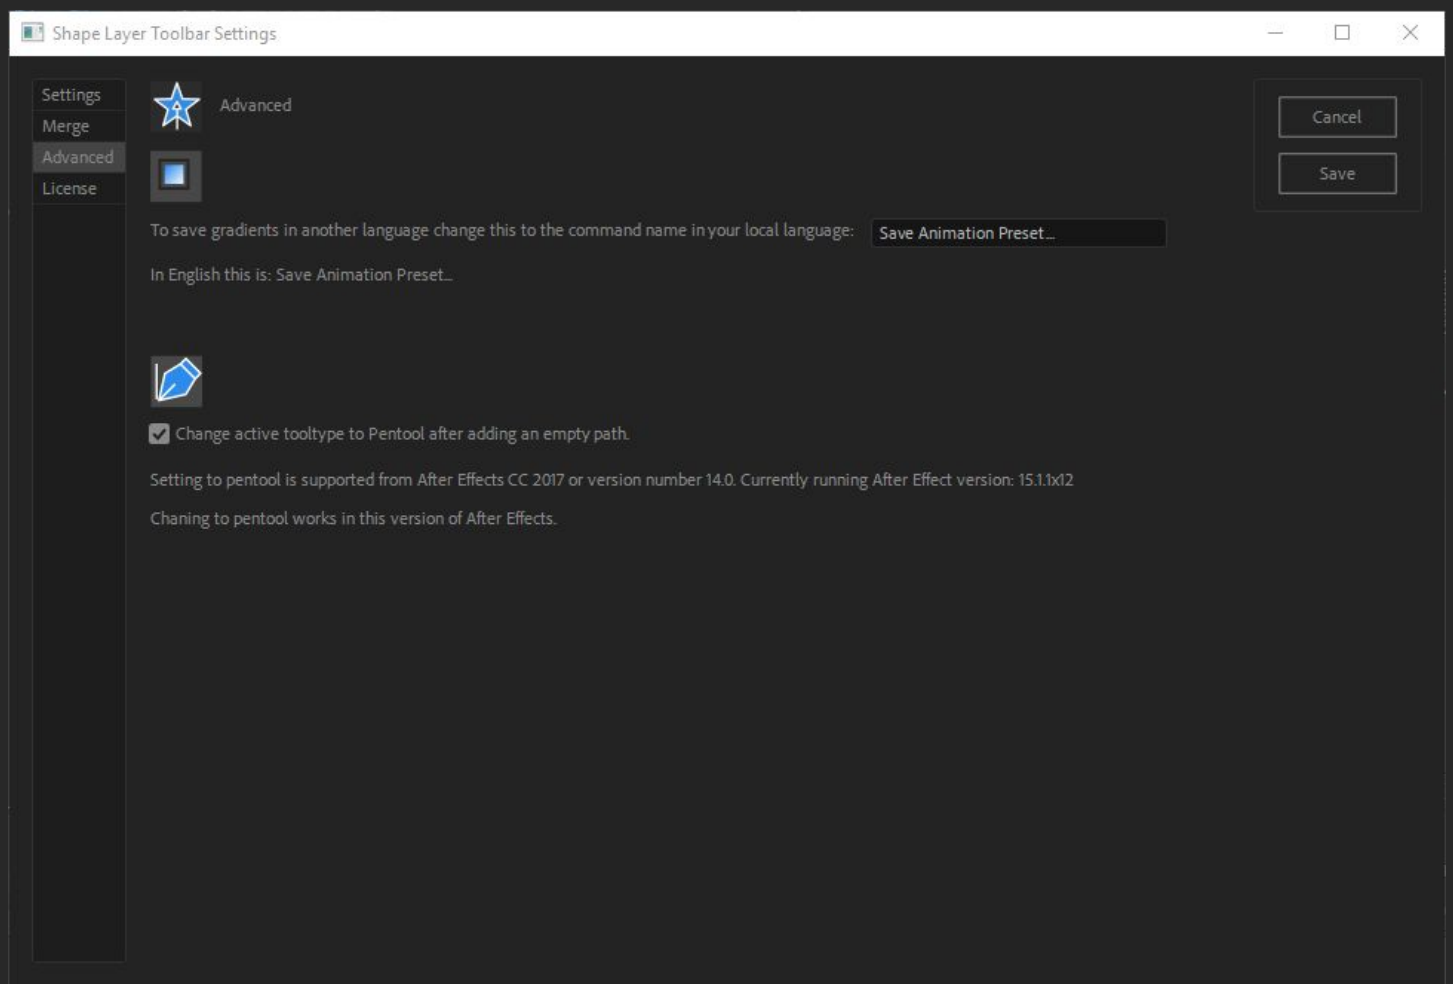 Shape Layer Toolbar Settings
Settings
Merge
Advanced
License
Advanced
Cancel
Save
To save gradients in another language change this to the command name in your local language:
Save Animation Preset...
In English this is: Save Animation Preset...
Change active tooltype to Pentool after adding an empty path.
Setting to pentool is supported from After Effects CC 2017 or version number 14.0. Currently running After Effect version: 15.1.1x12
Chaning to pentool works in this version of After Effects.